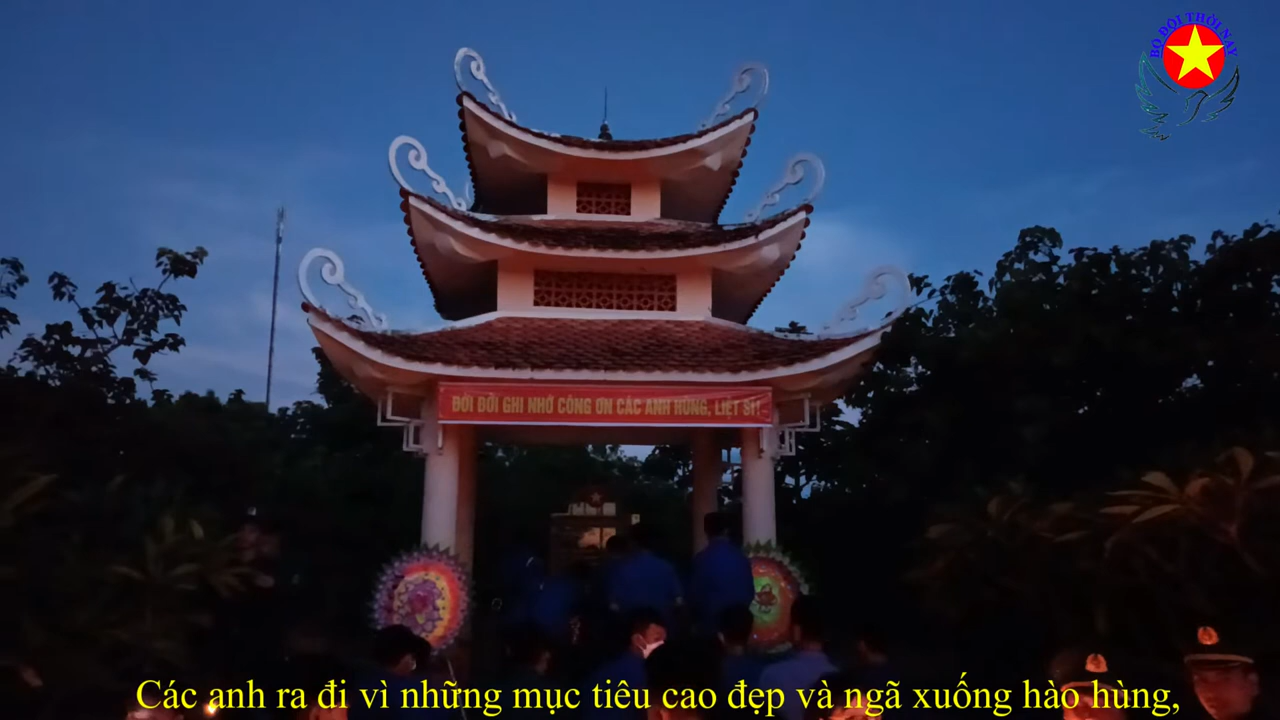 BỘ ĐỘI THỜI NAY
ĐỜI ĐỜI GHI NHỚ CÔNG ƠN CÁC ANH HÙNG, LIỆT SĨ!
Các anh ra đi vì những mục tiêu cao đẹp và ngã xuống hào hùng,